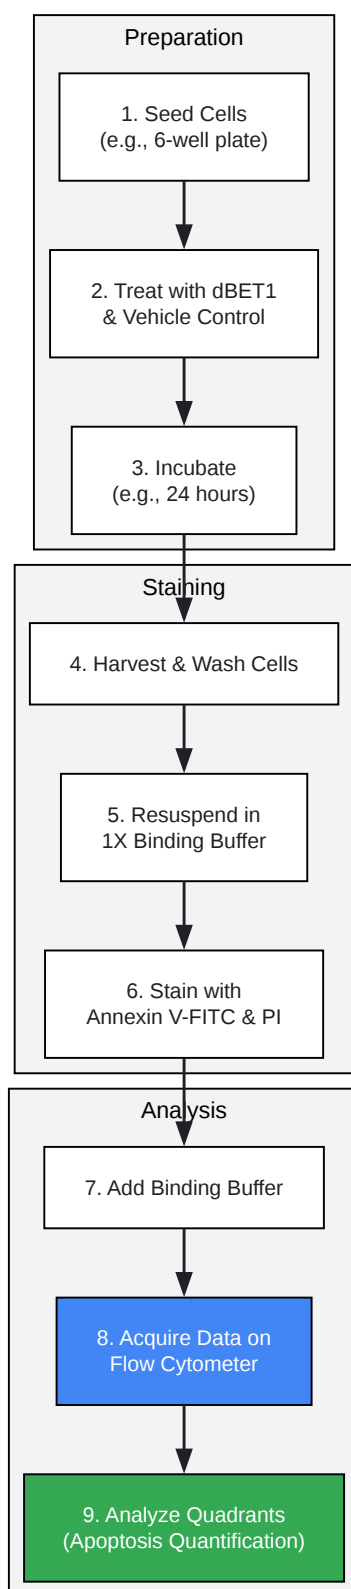 Preparation
1. Seed Cells
(e.g., 6-well plate)
2. Treat with dBET1
& Vehicle Control
3. Incubate
(e.g., 24 hours)
Staining
4. Harvest & Wash Cells
5. Resuspend in
1X Binding Buffer
6. Stain with
Annexin V-FITC & PI
Analysis
7. Add Binding Buffer
8. Acquire Data on
Flow Cytometer
9. Analyze Quadrants
(Apoptosis Quantification)